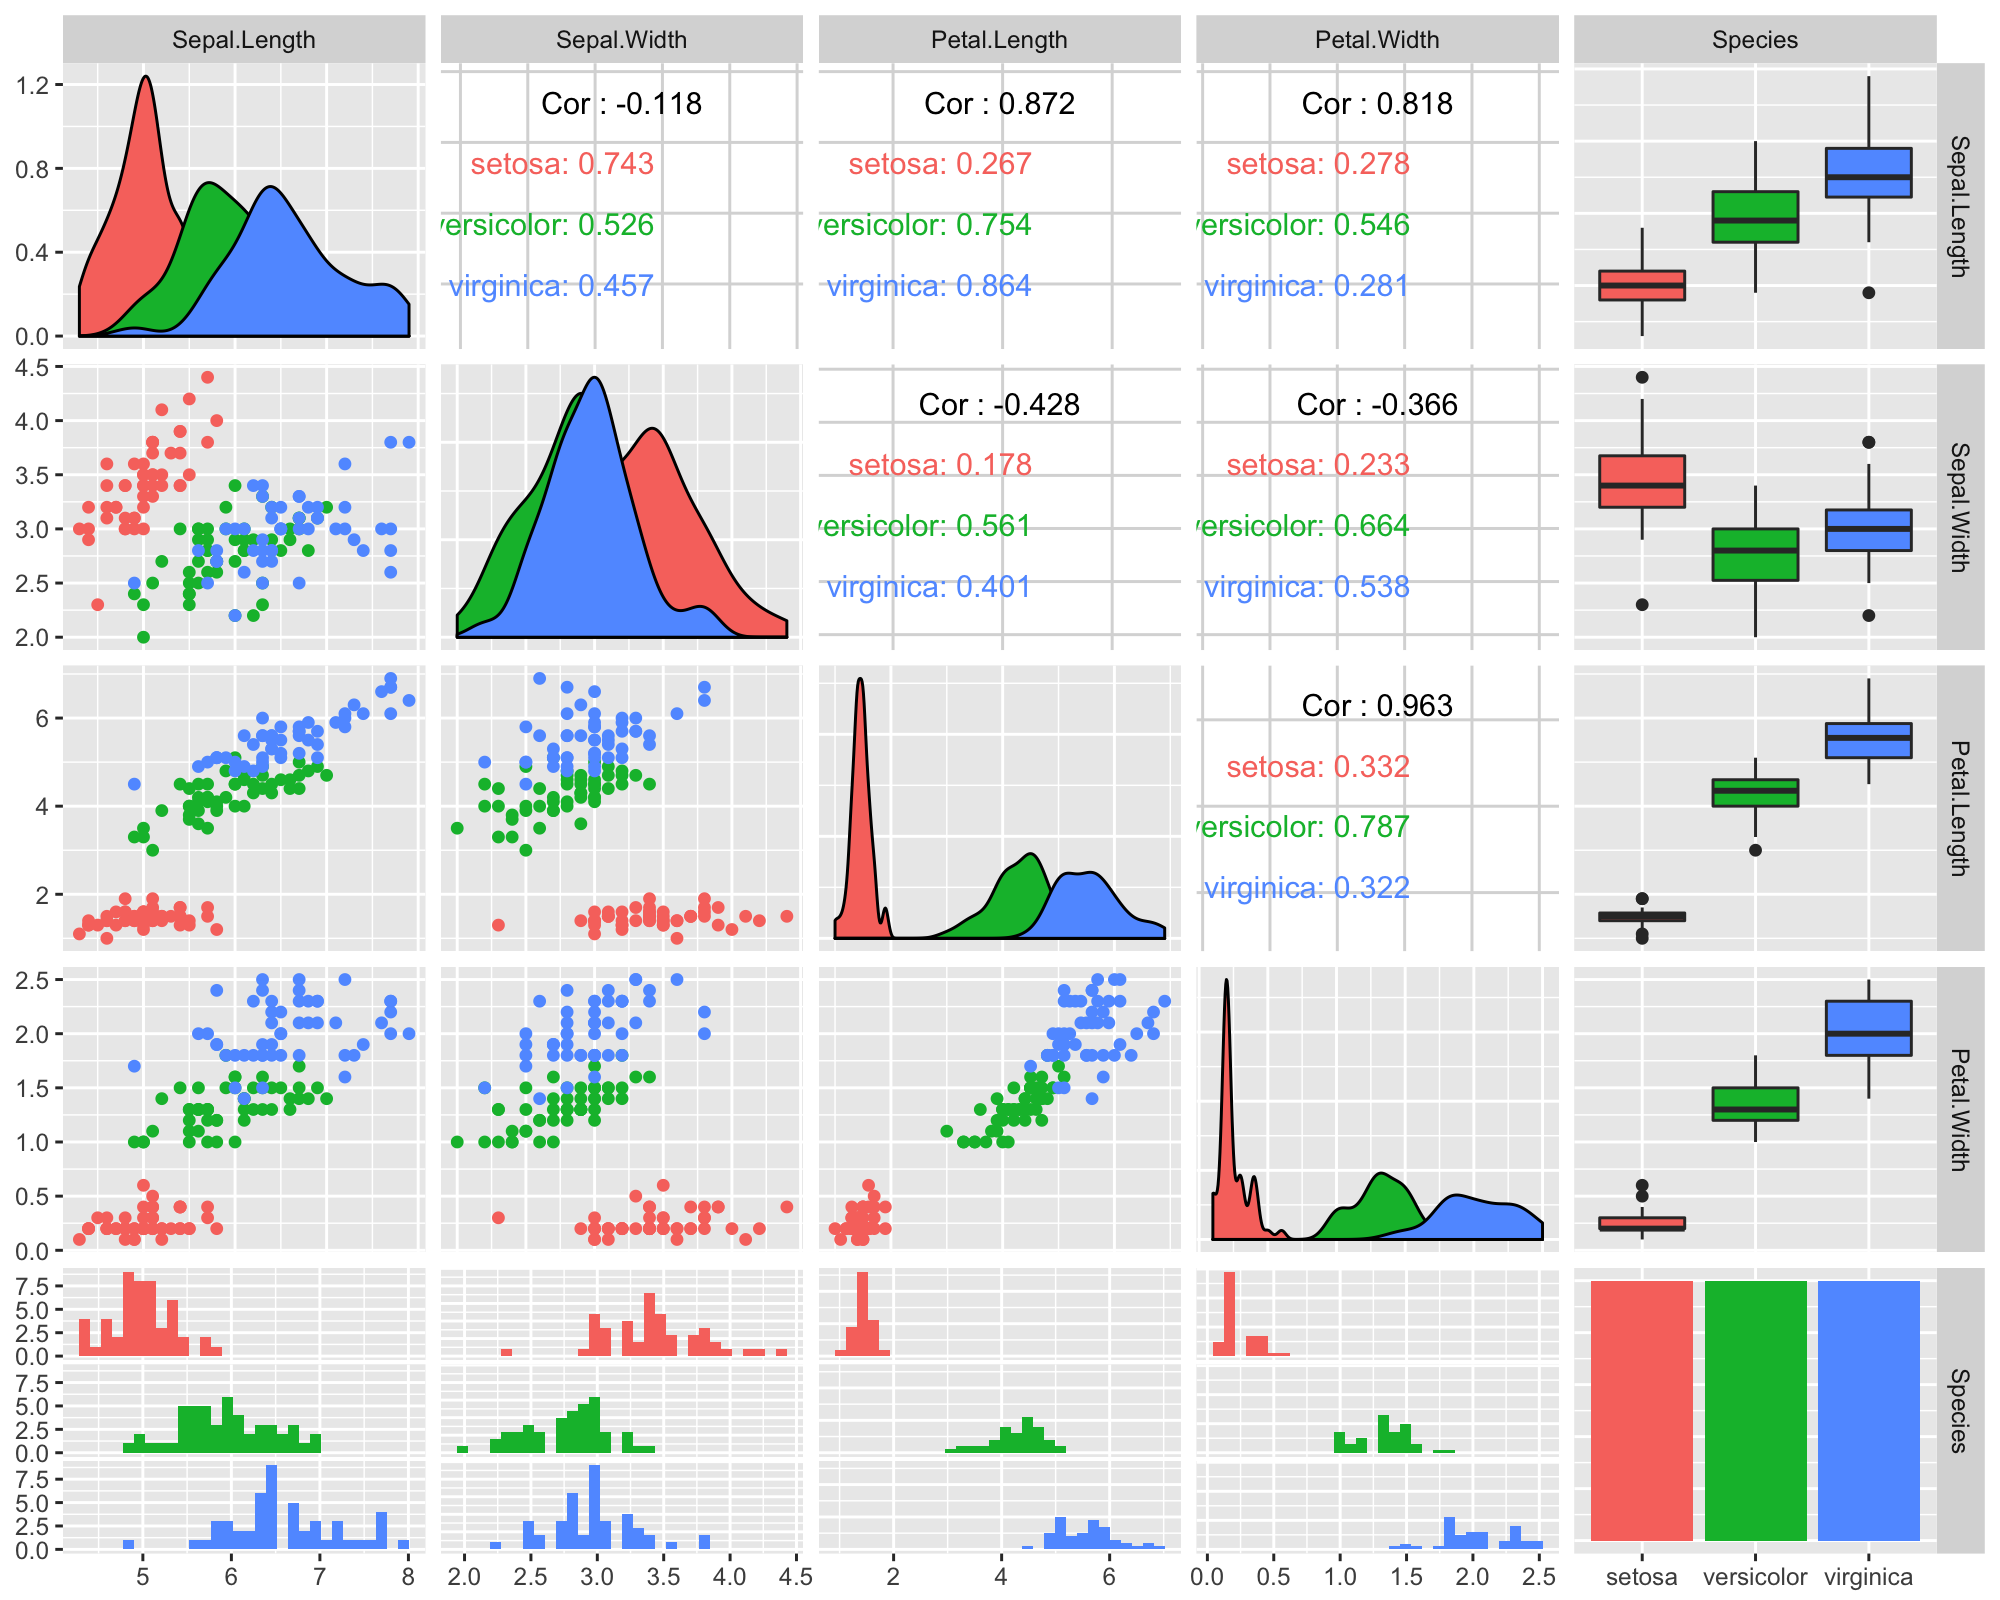 Sepal.Length Sepal.Width Petal.Length Petal.Width Species
1.2
0.8
0.4
0.0
Cor : -0.118
setosa: 0.743
versicolor: 0.526
virginica: 0.457
Cor : 0.872
setosa: 0.267
versicolor: 0.754
virginica: 0.864
Cor : 0.818
setosa: 0.278
versicolor: 0.546
virginica: 0.281
Sepal.Length
4.5
4.0
3.5
3.0
2.5
2.0
Cor : -0.428
setosa: 0.178
versicolor: 0.561
virginica: 0.401
Cor : -0.366
setosa: 0.233
versicolor: 0.664
virginica: 0.538
Sepal.Width
6
4
2
Cor : 0.963
setosa: 0.332
versicolor: 0.787
virginica: 0.322
Petal.Length
2.5
2.0
1.5
1.0
0.5
0.0
Petal.Width
7.5
5.0
2.5
0.0
7.5
5.0
2.5
0.0
7.5
5.0
2.5
0.0
Species
5 6 7 8
2.0 2.5 3.0 3.5 4.0 4.5
2 4 6
0.0 0.5 1.0 1.5 2.0 2.5
setosa versicolor virginica